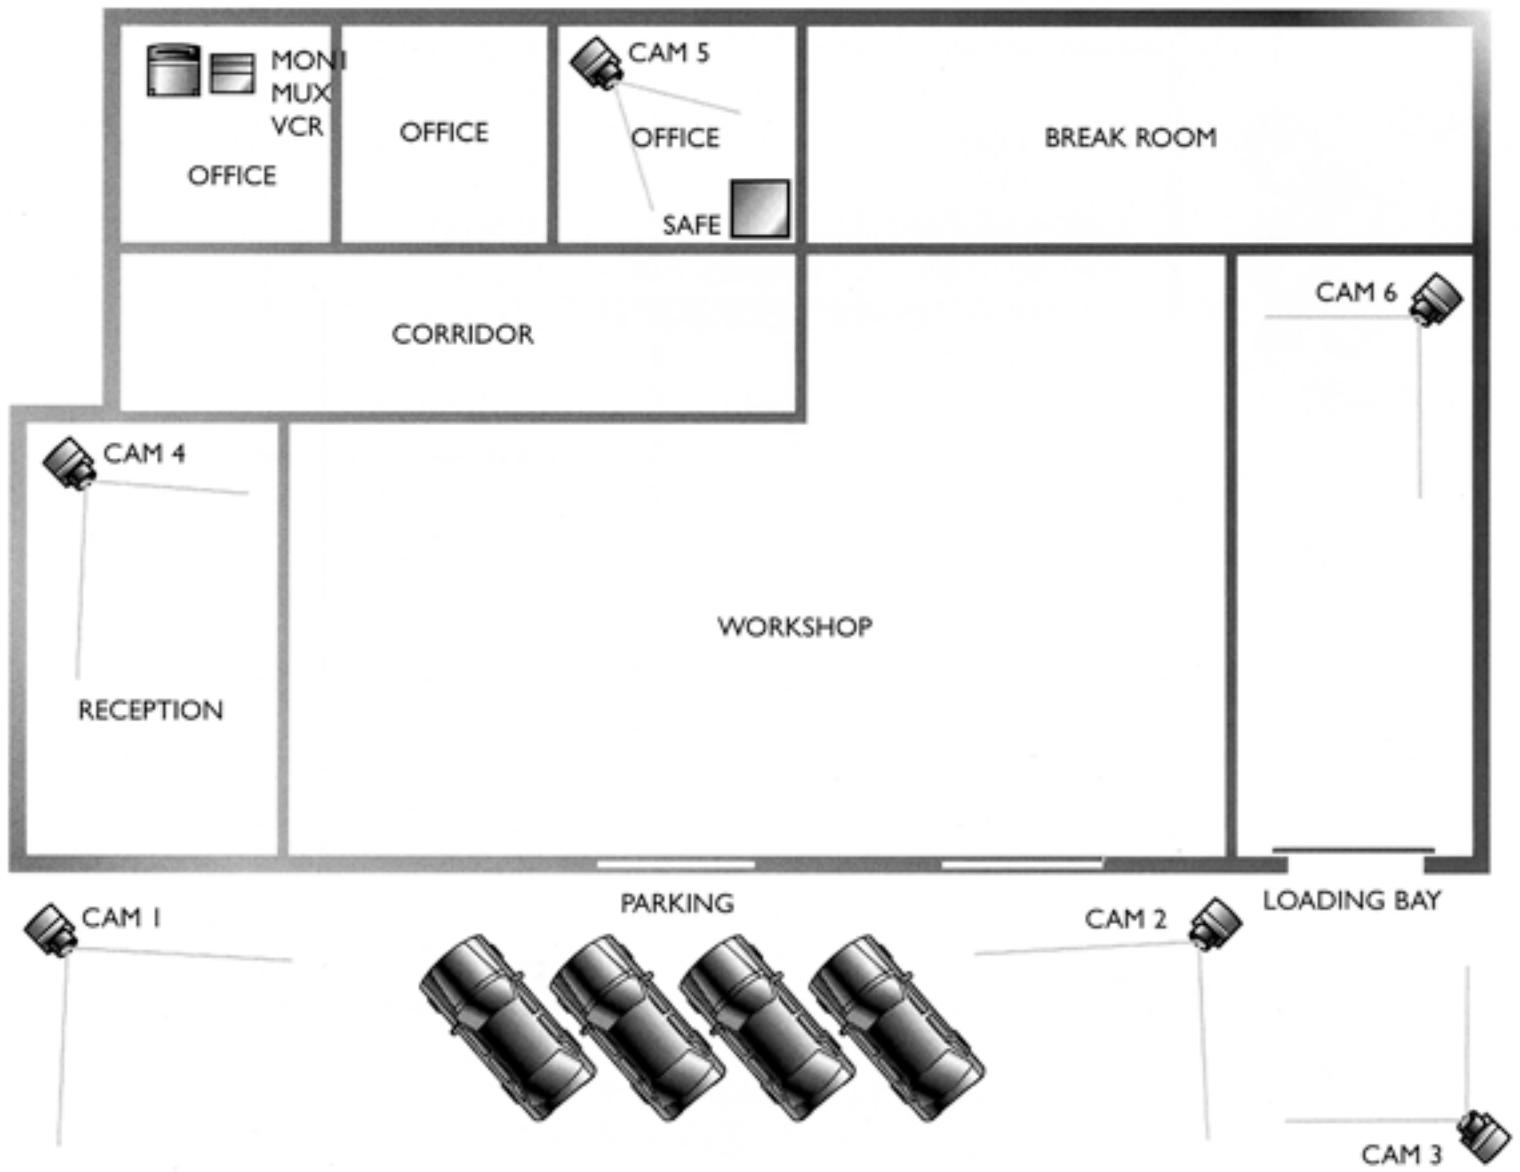 MON1
MUX
VCR
OFFICE
OFFICE
CAM 5
OFFICE
SAFE
BREAK ROOM
CORRIDOR
CAM 6
CAM 4
WORKSHOP
RECEPTION
PARKING
LOADING BAY
CAM 1
CAM 2
CAM 3